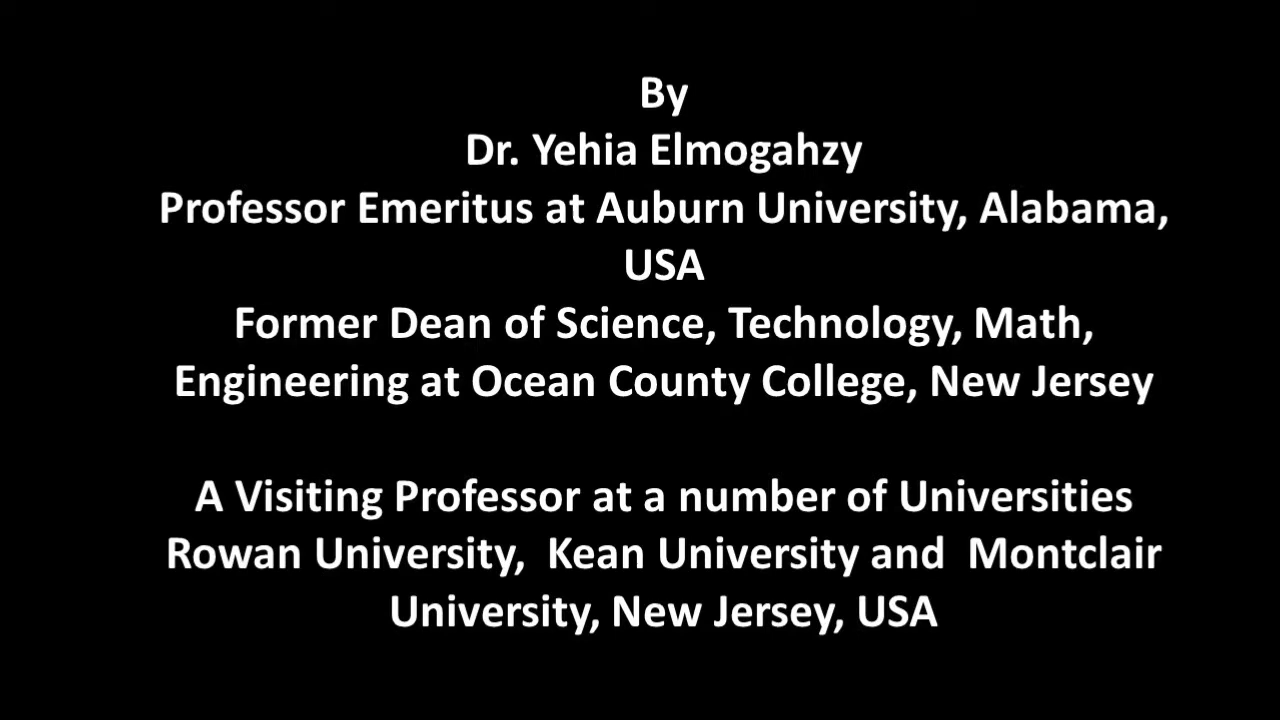 By
Dr. Yehia Elmogahzy
Professor Emeritus at Auburn University, Alabama,
USA
Former Dean of Science, Technology, Math,
Engineering at Ocean County College, New Jersey
A Visiting Professor at a number of Universities
Rowan University, Kean University and Montclair
University, New Jersey, USA